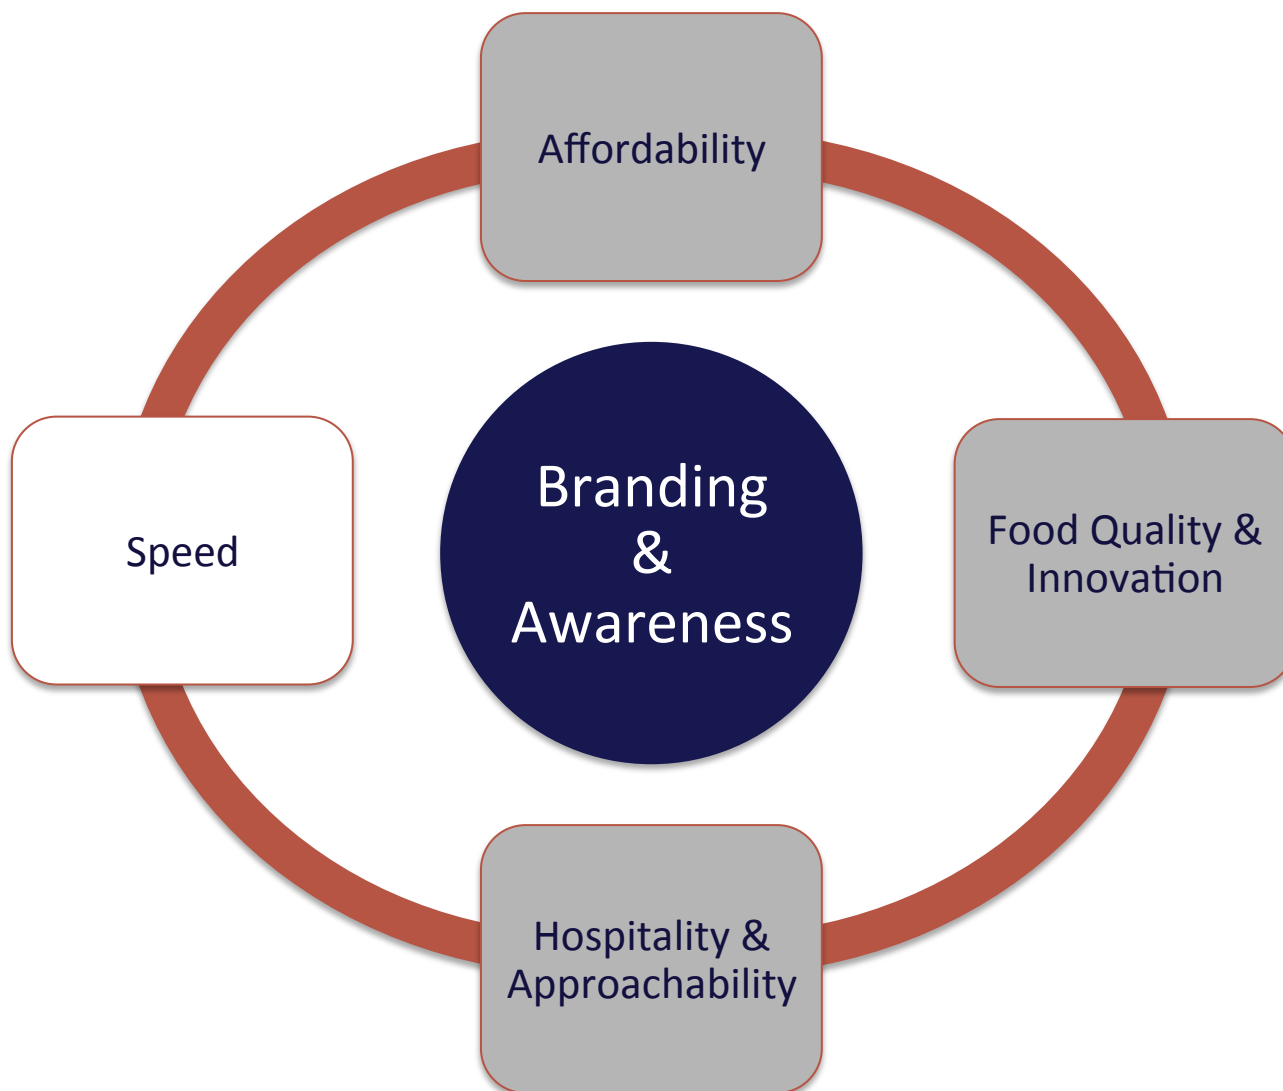 Affordability
Branding
&
Awareness
Speed
Food Quality &
Innovation
Hospitality &
Approachability